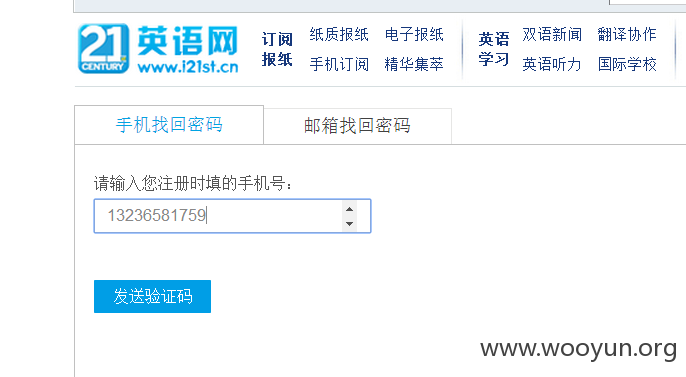 21 英语网
CENTURY www.i21st.cn
订阅 报纸
纸质报纸 电子报纸
手机订阅 精华集萃
英语 学习
双语新闻 翻译协作
英语听力 国际学校
手机找回密码 邮箱找回密码
请输入您注册时填的手机号：
13236581759
发送验证码
www.wooyun.org